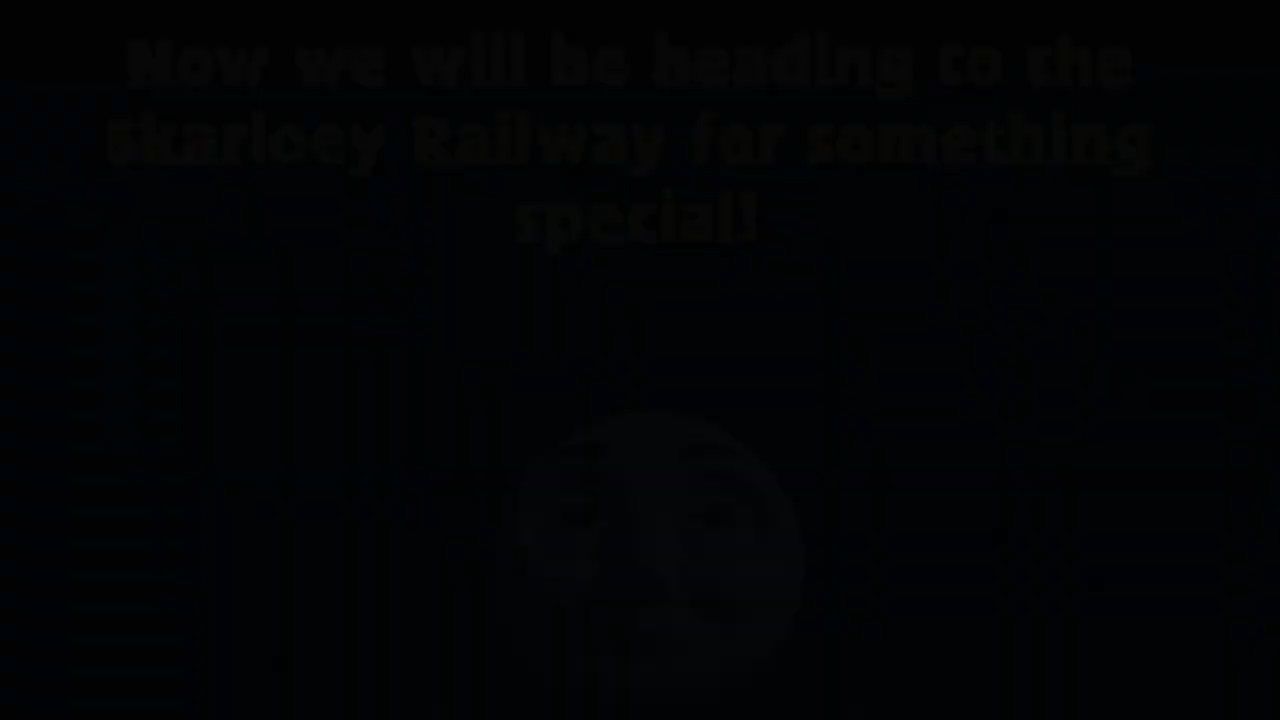 Now we will be heading to the
Skarloey Railway for something
special!